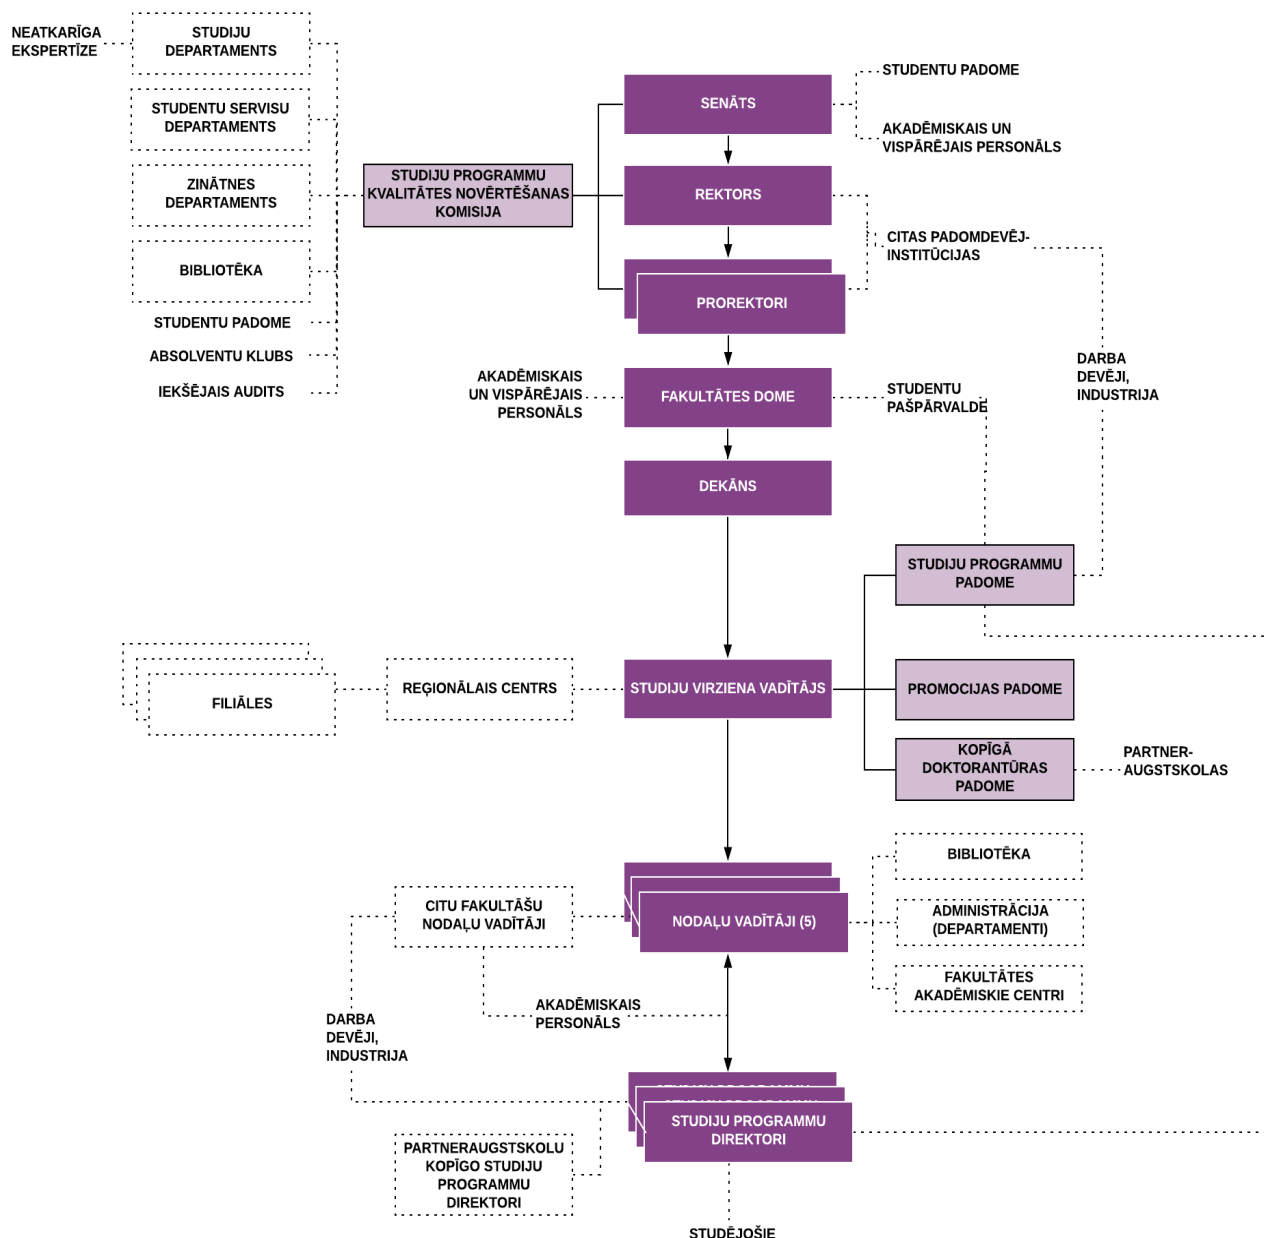 NEATKARĪGA
EKSPERTĪZE
STUDIJU
DEPARTAMENTS
STUDENTU SERVISU
DEPARTAMENTS
ZINĀTNES
DEPARTAMENTS
BIBLIOTĒKA
STUDENTU PADOME
ABSOLVENTU KLUBS
IEKŠĒJAIS AUDITS
STUDIJU PROGRAMMU
KVALITĀTES NOVĒRTĒŠANAS
KOMISIJA
SENĀTS
STUDENTU PADOME
AKADĒMISKAIS UN
VISPĀRĒJAIS PERSONĀLS
REKTORS
CITAS PADOMDEVĒJ-
INSTITŪCIJAS
PROREKTORI
DARBA
DEVĒJI,
INDUSTRIJA
AKADĒMISKAIS
UN VISPĀRĒJAIS
PERSONĀLS
FAKULTĀTES DOME
STUDENTU
PAŠPĀRVALDE
DEKĀNS
STUDIJU PROGRAMMU
PADOME
FILIĀLES
REĢIONĀLAIS CENTRS
STUDIJU VIRZIENA VADĪTĀJS
PROMOCIJAS PADOME
KOPĪGĀ
DOKTORANTŪRAS
PADOME
PARTNER-
AUGSTSKOLAS
CITU FAKULTĀŠU
NODAĻU VADĪTĀJI
NODAĻU VADĪTĀJI (5)
BIBLIOTĒKA
ADMINISTRĀCIJA
(DEPARTAMENTI)
FAKULTĀTES
AKADĒMISKIE CENTRI
AKADĒMISKAIS
PERSONĀLS
DARBA
DEVĒJI,
INDUSTRIJA
STUDIJU PROGRAMMU
DIREKTORI
PARTNERAUGSTSKOLU
KOPĪGO STUDIJU
PROGRAMMU
DIREKTORI
STUDĒJOŠIE